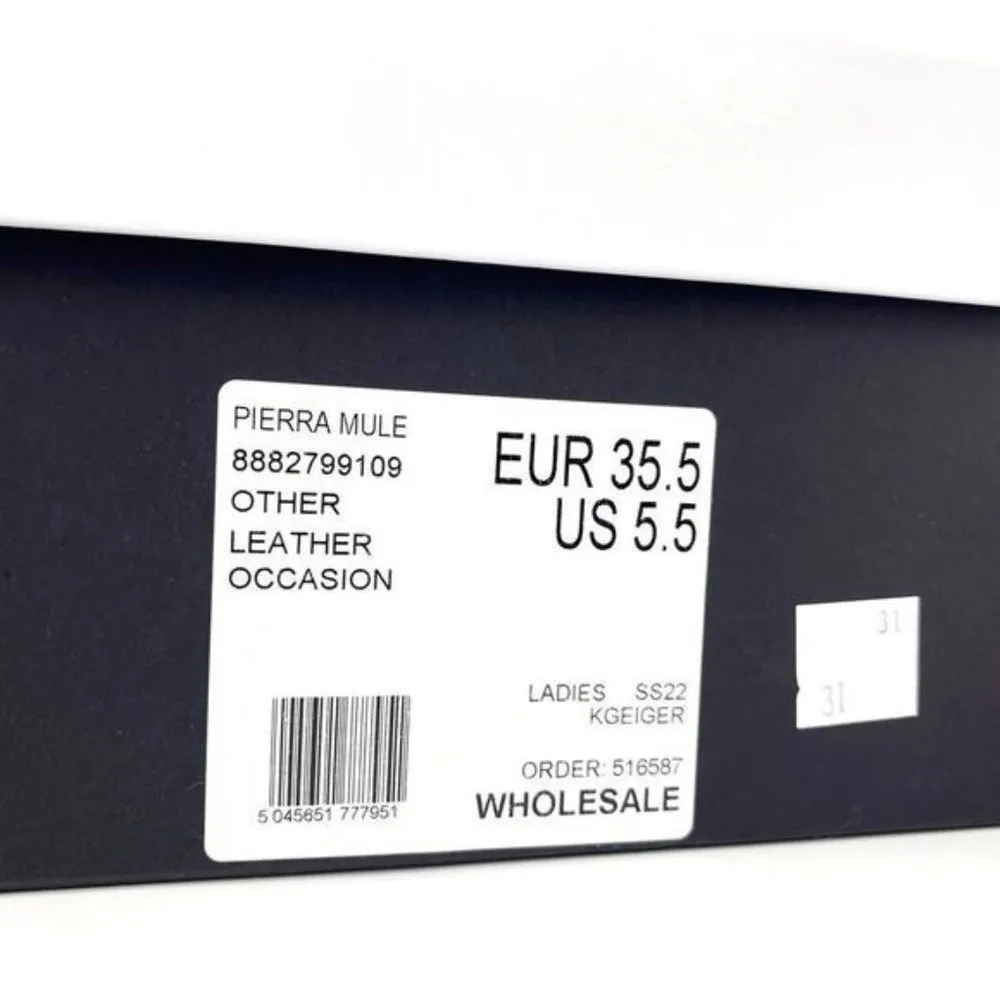 PIERRA MULE
8882799109
OTHER
LEATHER
OCCASION
EUR 35.5
US 5.5
LADIES SS22
KGEIGER
ORDER: 516587
WHOLESALE
5 045651 777951
31
31